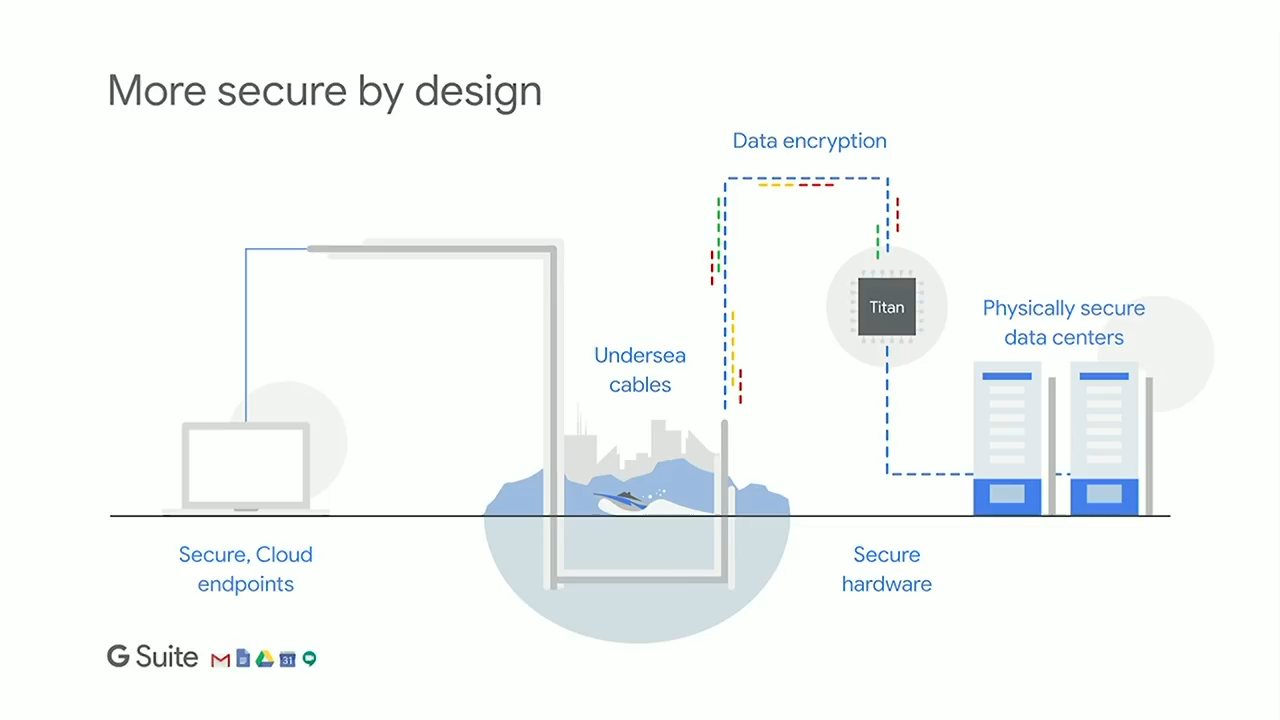 More secure by design
Data encryption
Titan
Physically secure
data centers
Undersea
cables
Secure, Cloud
endpoints
Secure
hardware
G Suite
31